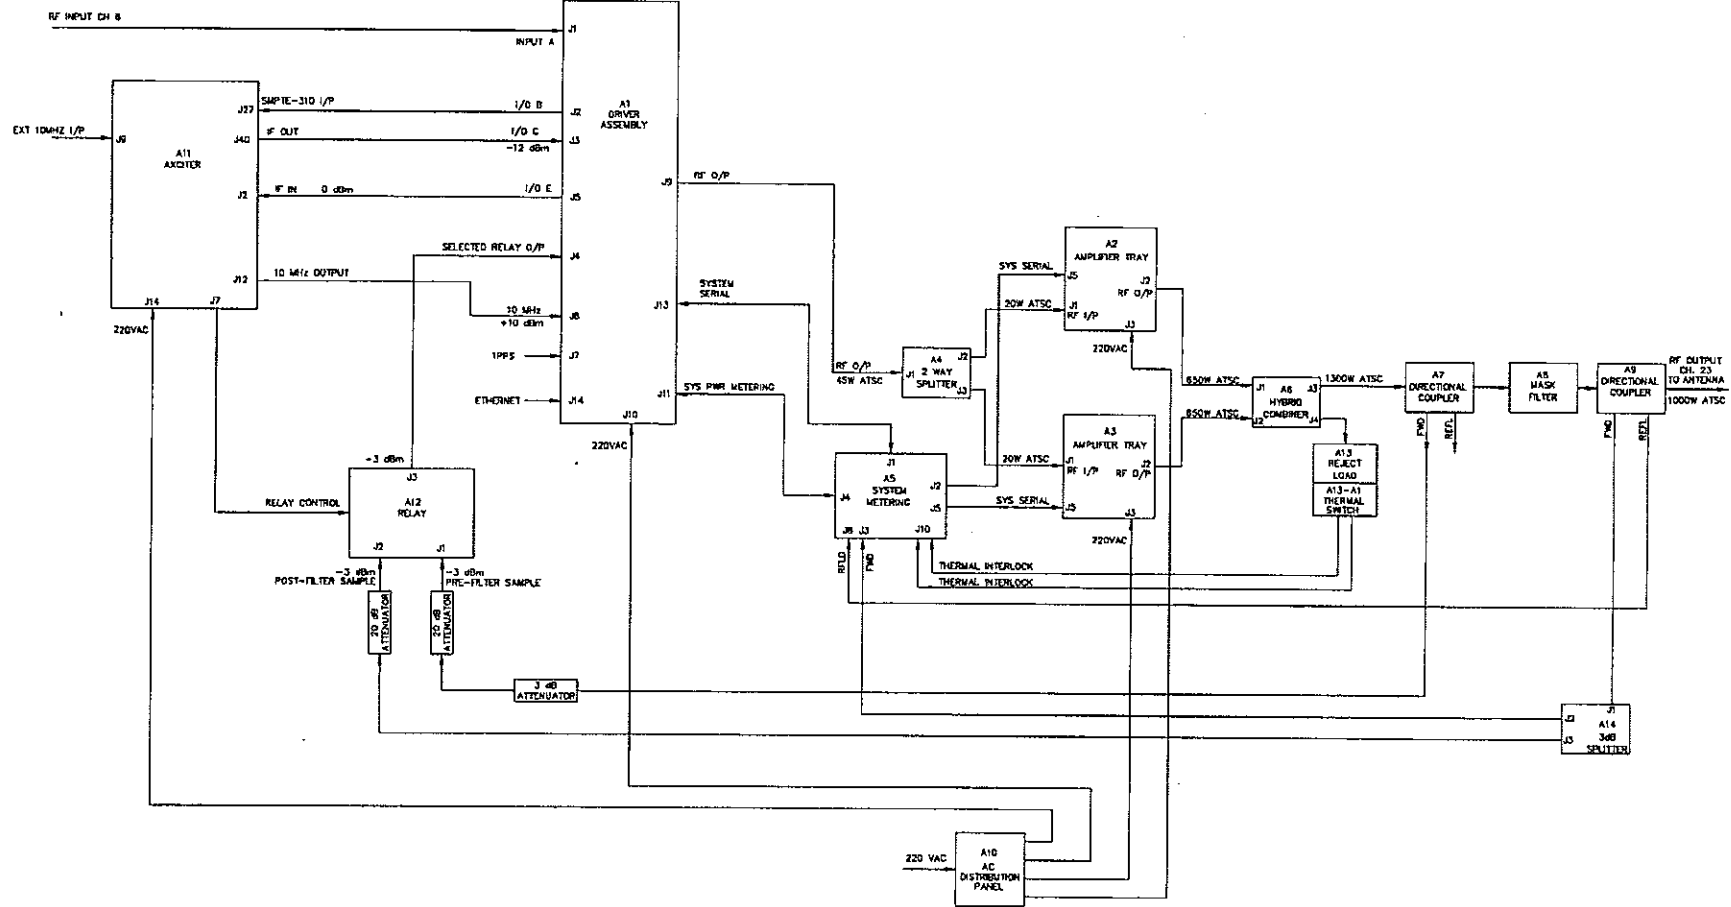 RF INPUT CH 6
J1
INPUT A
A1
DRIVER
ASSEMBLY
A11
AXCITER
EXT 10MHZ I/P
J9
J27
SMPTE-310 I/P
I/O B
J2
J40
IF OUT
I/O C
J3
-12 dBm
J2
IF IN
0 dBm
I/O E
J5
SELECTED RELAY O/P
J4
J12
10 MHz OUTPUT
10 MHz
+10 dBm
J6
1PPS
J7
ETHERNET
J14
J10
220VAC
J14
J7
220VAC
J9
RF O/P
SYSTEM
SERIAL
J13
J11
SYS PWR METERING
RF O/P
45W ATSC
J1
A4
2 WAY
SPLITTER
J2
J3
SYS SERIAL
20W ATSC
A2
AMPLIFIER TRAY
J5
J1
RF I/P
J2
RF O/P
J3
220VAC
A3
AMPLIFIER TRAY
20W ATSC
J1
RF I/P
J2
RF O/P
SYS SERIAL
J5
J3
220VAC
650W ATSC
650W ATSC
J1
J2
A6
HYBRID
COMBINER
J3
J4
1300W ATSC
A7
DIRECTIONAL
COUPLER
FWD
REFL
A8
MASK
FILTER
A9
DIRECTIONAL
COUPLER
FWD
REFL
RF OUTPUT
CH. 23
TO ANTENNA
1000W ATSC
A13
REJECT
LOAD
A13-A1
THERMAL
SWITCH
J1
A5
SYSTEM
METERING
J2
J5
J4
J6
J3
J10
RFLD
FWD
THERMAL INTERLOCK
THERMAL INTERLOCK
+3 dBm
J3
A12
RELAY
RELAY CONTROL
J2
J1
-3 dBm
POST-FILTER SAMPLE
-3 dBm
PRE-FILTER SAMPLE
20 dB
ATTENUATOR
20 dB
ATTENUATOR
3 dB
ATTENUATOR
J1
J2
J3
A14
3dB
SPLITTER
220 VAC
A10
AC
DISTRIBUTION
PANEL